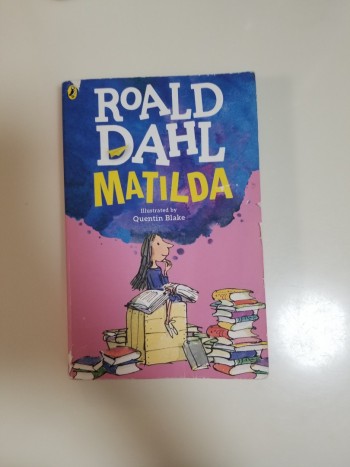 ROALD
DAHL
MATILDA
Illustrated by
Quentin Blake